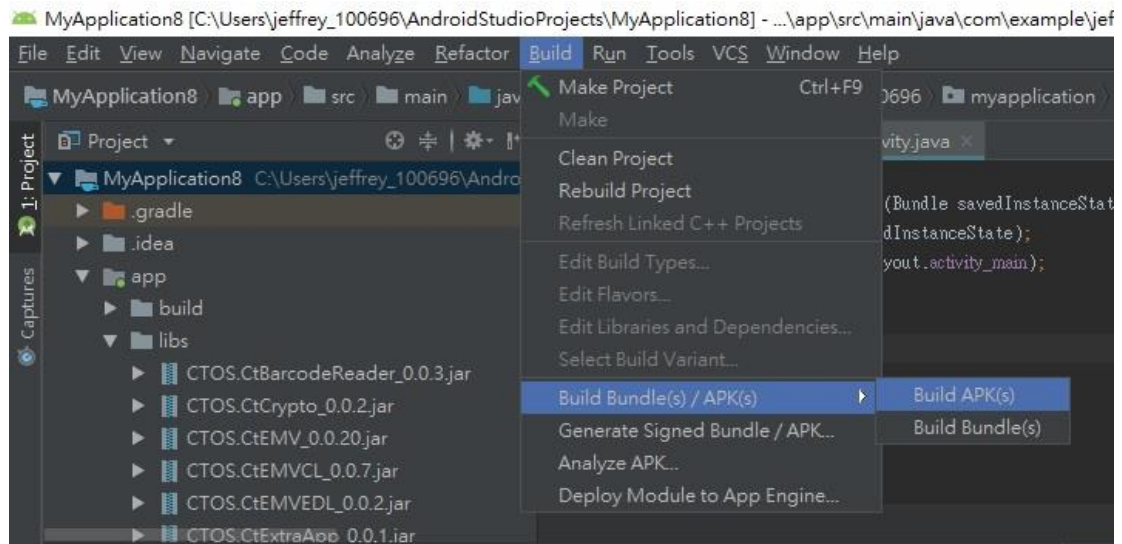 MyApplication8 [C:\Users\jeffrey_100696\AndroidStudioProjects\MyApplication8] - ...\app\src\main\java\com\example\jef
File Edit View Navigate Code Analyze Refactor Build Run Tools VCS Window Help
MyApplication8 app src main jav
0696 myapplication
1: Project
Captures
Project
vity.java
MyApplication8 C:\Users\jeffrey_100696\Andro
.gradle
.idea
app
build
libs
CTOS.CtBarcodeReader_0.0.3.jar
CTOS.CtCrypto_0.0.2.jar
CTOS.CtEMV_0.0.20.jar
CTOS.CtEMVCL_0.0.7.jar
CTOS.CtEMVEDL_0.0.2.jar
CTOS.CtExtraApp_0.0.1.jar
Make Project Ctrl+F9
Make
Clean Project
Rebuild Project
Refresh Linked C++ Projects
Edit Build Types...
Edit Flavors...
Edit Libraries and Dependencies...
Select Build Variant...
Build Bundle(s) / APK(s)
Generate Signed Bundle / APK...
Analyze APK...
Deploy Module to App Engine...
Build APK(s)
Build Bundle(s)
(Bundle savedInstanceStat
dInstanceState);
yout.activity_main);